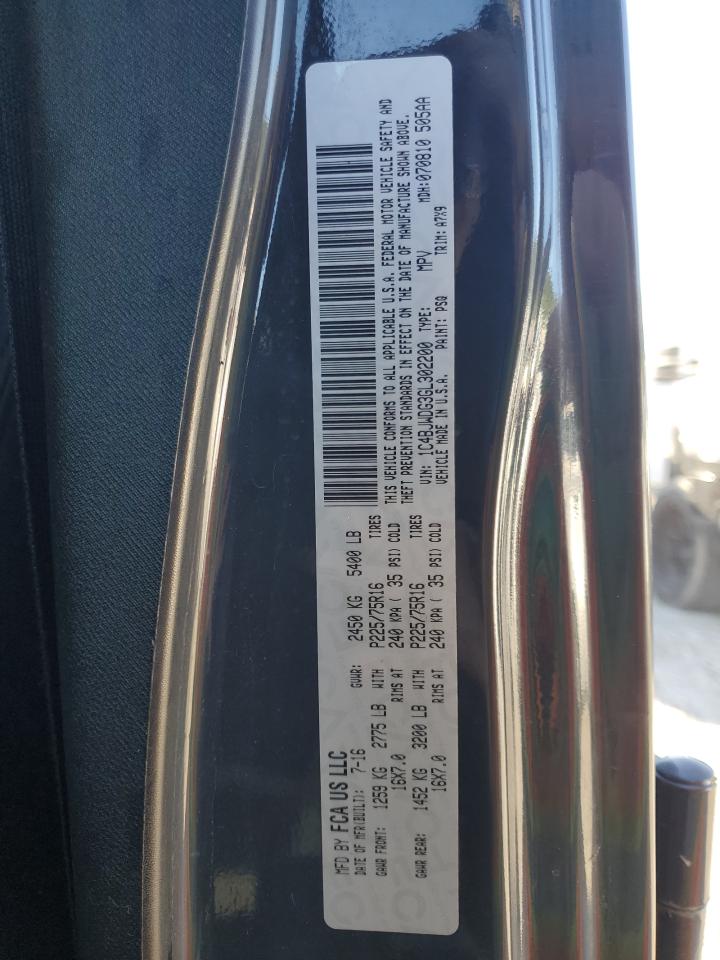 MFD BY FCA US LLC
DATE OF MFR(BUILT): 7-16 GVWR: 2450 KG 5400 LB
GAWR FRONT: 1259 KG 2775 LB WITH P225/75R16 TIRES
16X7.0 RIMS AT 240 KPA ( 35 PSI) COLD
GAWR REAR: 1452 KG 3200 LB WITH P225/75R16 TIRES
16X7.0 RIMS AT 240 KPA ( 35 PSI) COLD
THIS VEHICLE CONFORMS TO ALL APPLICABLE U.S.A. FEDERAL MOTOR VEHICLE SAFETY AND
THEFT PREVENTION STANDARDS IN EFFECT ON THE DATE OF MANUFACTURE SHOWN ABOVE.
VIN: 1C4BJWDG3GL302200 TYPE: MPV MDH:070810 505AA
VEHICLE MADE IN U.S.A. PAINT: PSQ TRIM: A7X9